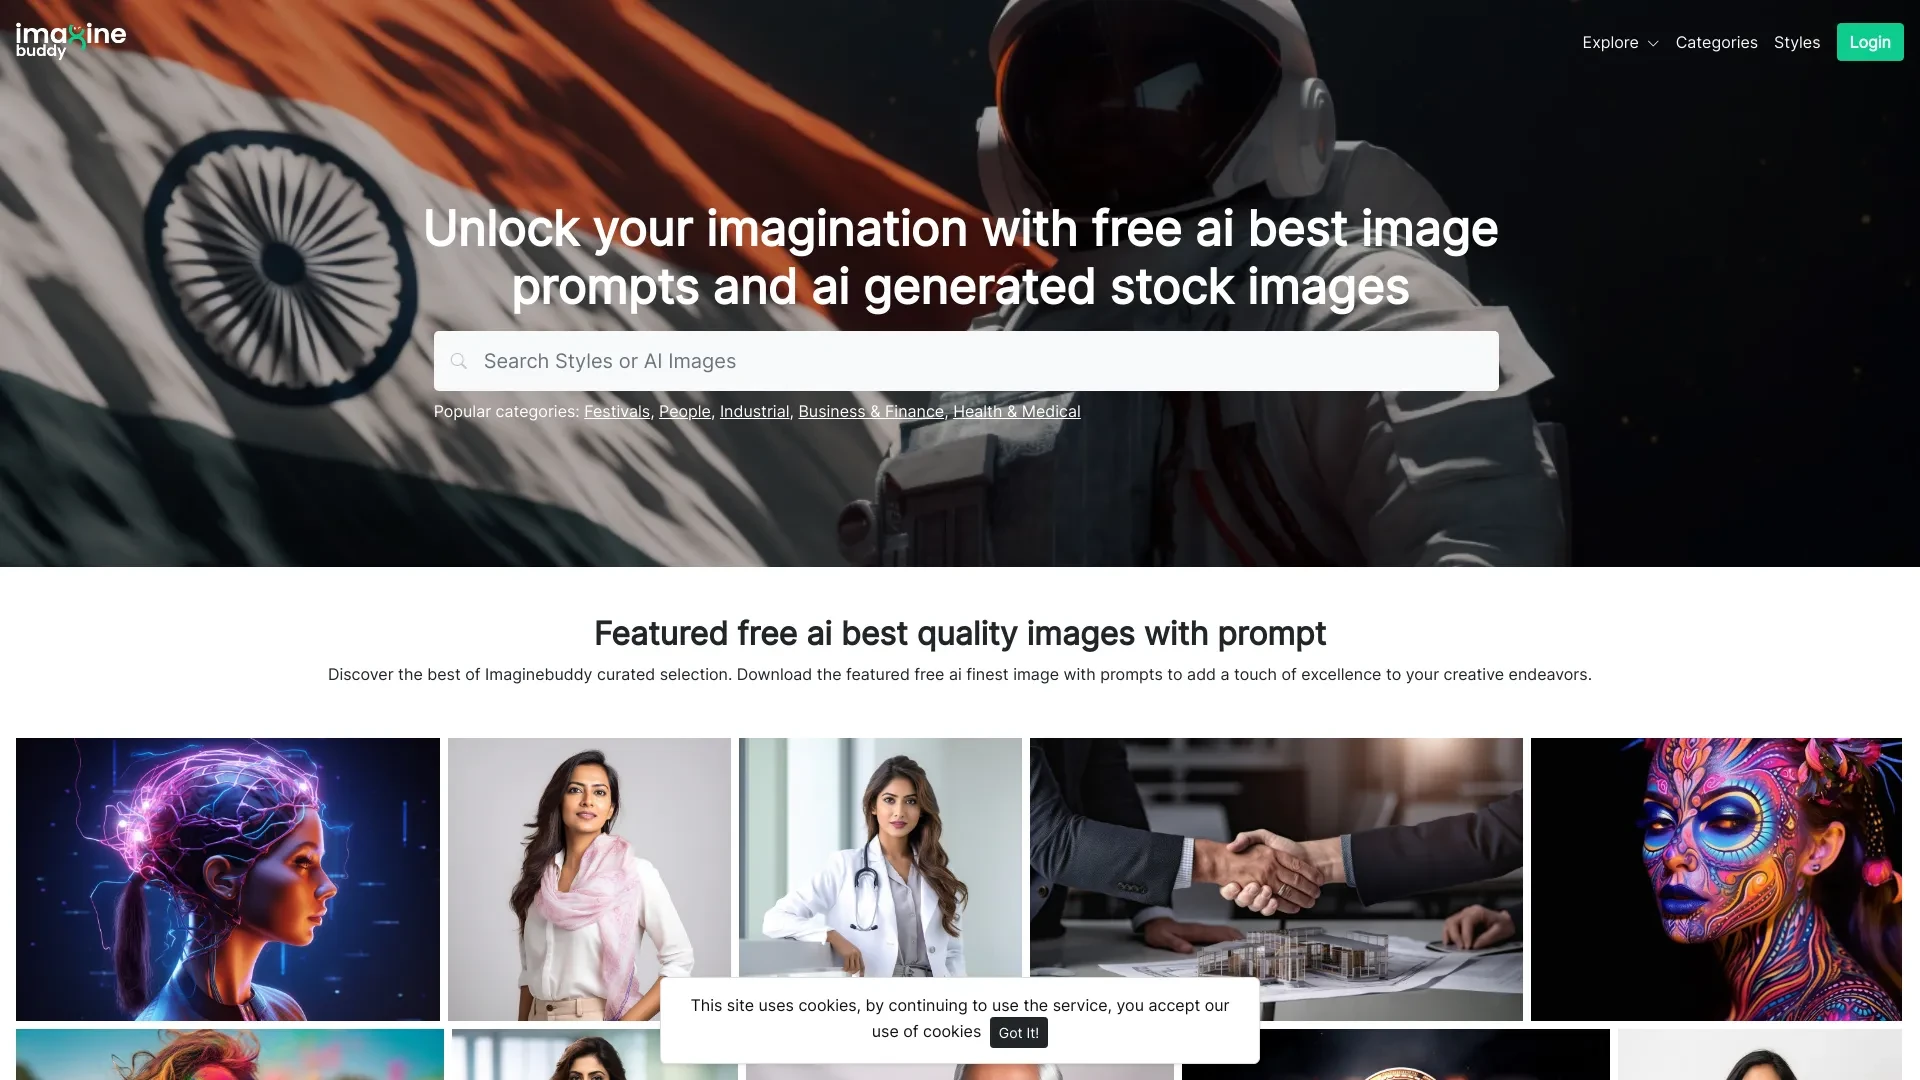 imagine
buddy
Explore
Categories
Styles
Login
Unlock your imagination with free ai best image
prompts and ai generated stock images
Search Styles or AI Images
Popular categories: Festivals, People, Industrial, Business & Finance, Health & Medical
Featured free ai best quality images with prompt
Discover the best of Imaginebuddy curated selection. Download the featured free ai finest image with prompts to add a touch of excellence to your creative endeavors.
This site uses cookies, by continuing to use the service, you accept our
use of cookies
Got It!